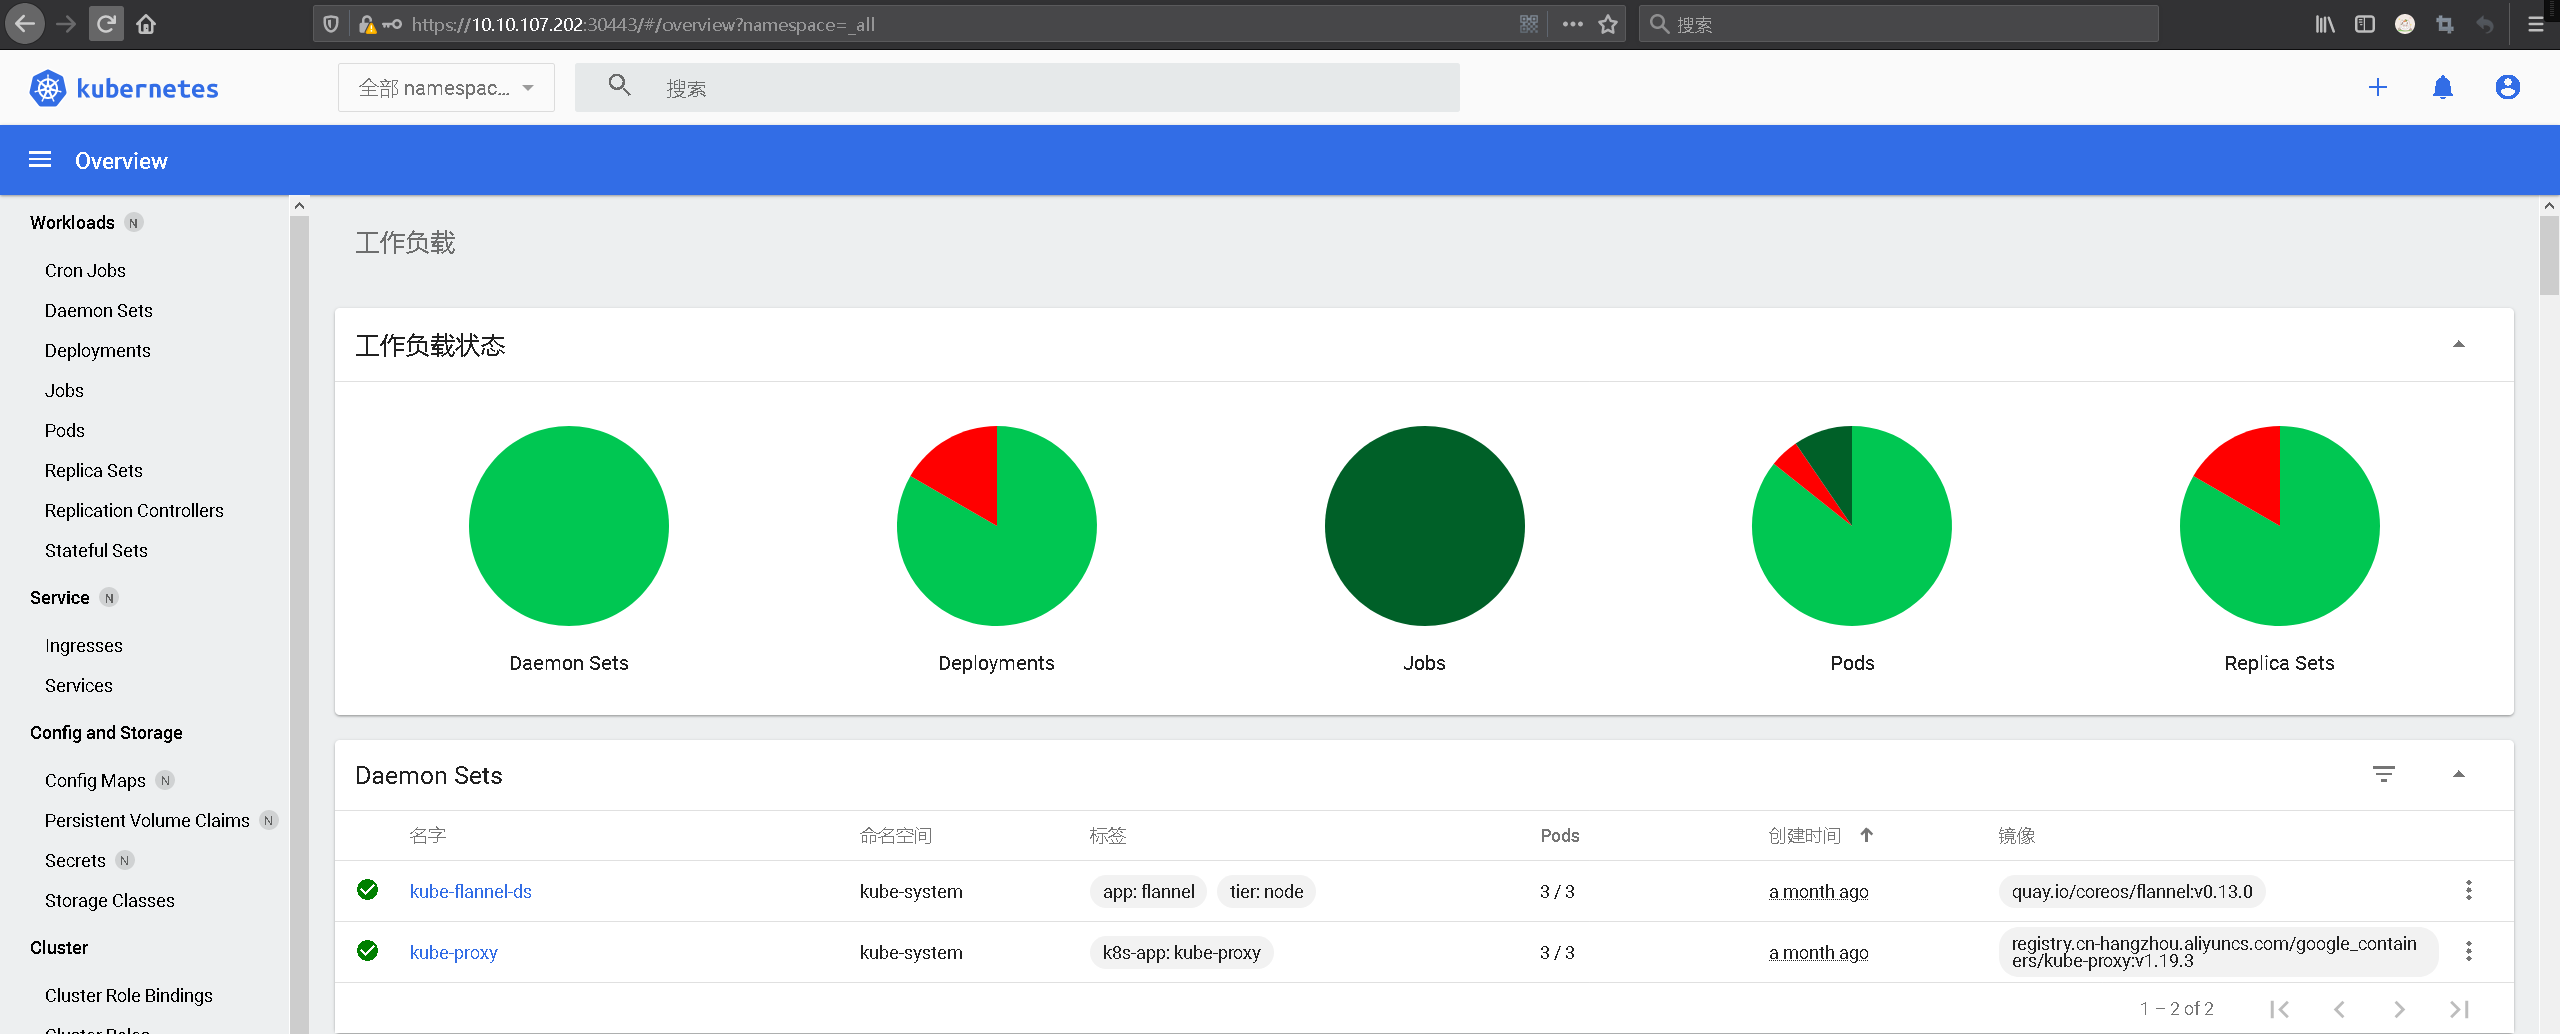 https://10.10.107.202:30443/#/overview?namespace=_all
搜索
kubernetes
全部 namespac...
搜索
Overview
Workloads N
Cron Jobs
Daemon Sets
Deployments
Jobs
Pods
Replica Sets
Replication Controllers
Stateful Sets
Service N
Ingresses
Services
Config and Storage
Config Maps N
Persistent Volume Claims N
Secrets N
Storage Classes
Cluster
Cluster Role Bindings
Cluster Roles
工作负载
工作负载状态
Daemon Sets
Deployments
Jobs
Pods
Replica Sets
Daemon Sets
名字 命名空间 标签 Pods 创建时间 镜像
kube-flannel-ds kube-system app: flannel tier: node 3 / 3 a month ago quay.io/coreos/flannel:v0.13.0
kube-proxy kube-system k8s-app: kube-proxy 3 / 3 a month ago registry.cn-hangzhou.aliyuncs.com/google_contain
ers/kube-proxy:v1.19.3
1 – 2 of 2